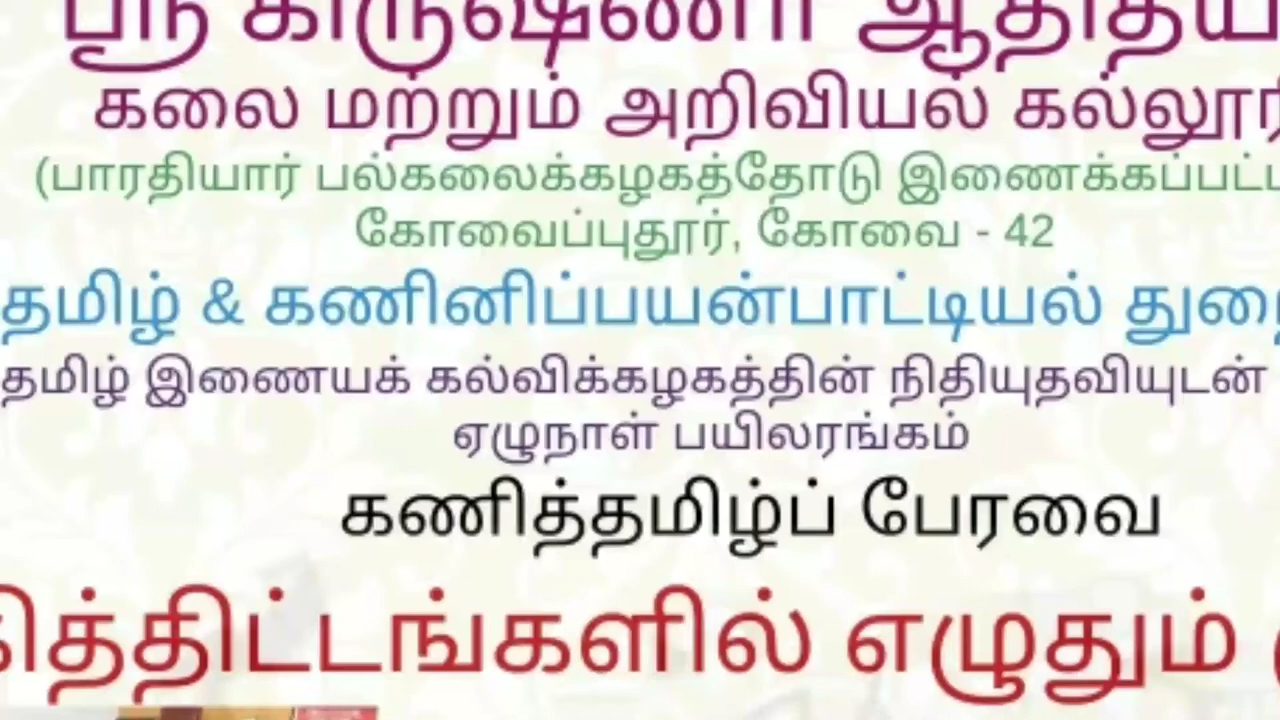 ஸ்ரீ கிருஷ்ணா
கலை மற்றும் அறிவியல் கல்லூரி
(பாரதியார் பல்கலைக்கழகத்தோடு இணைக்கப்பட்ட
கோவைப்புதூர், கோவை - 42
தமிழ் & கணினிப்பயன்பாட்டியல் துறை
தமிழ் இணையக் கல்விக்கழகத்தின் நிதியுதவியுடன்
ஏழுநாள் பயிலரங்கம்
கணித்தமிழ்ப் பேரவை
கித்திட்டங்களில் எழுதும்